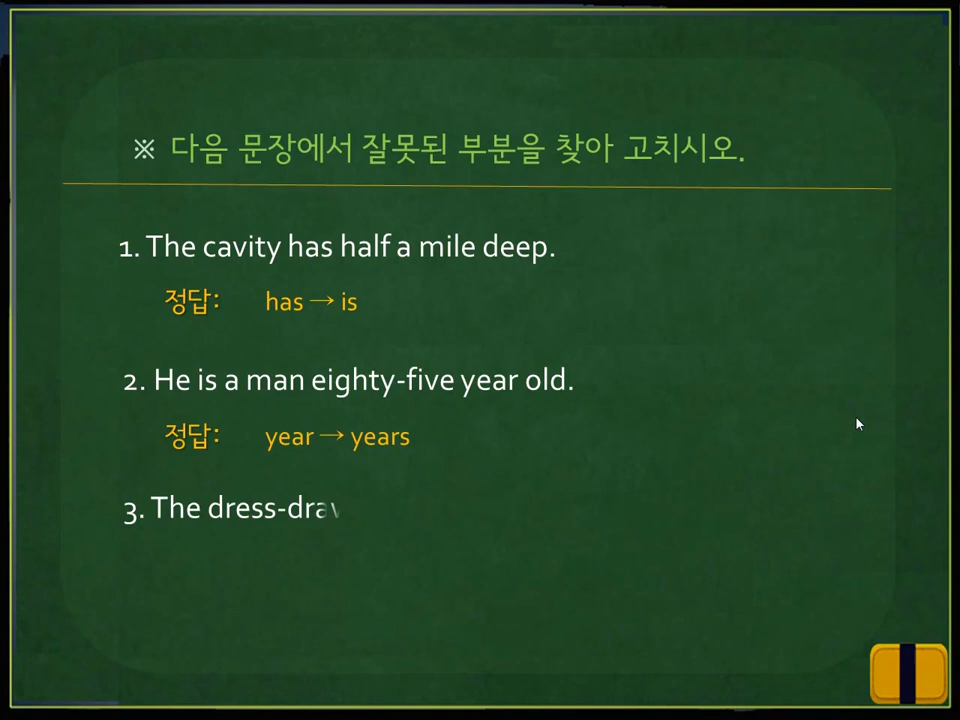 ※ 다음 문장에서 잘못된 부분을 찾아 고치시오.
1. The cavity has half a mile deep.
정답: has → is
2. He is a man eighty-five year old.
정답: year → years
3. The